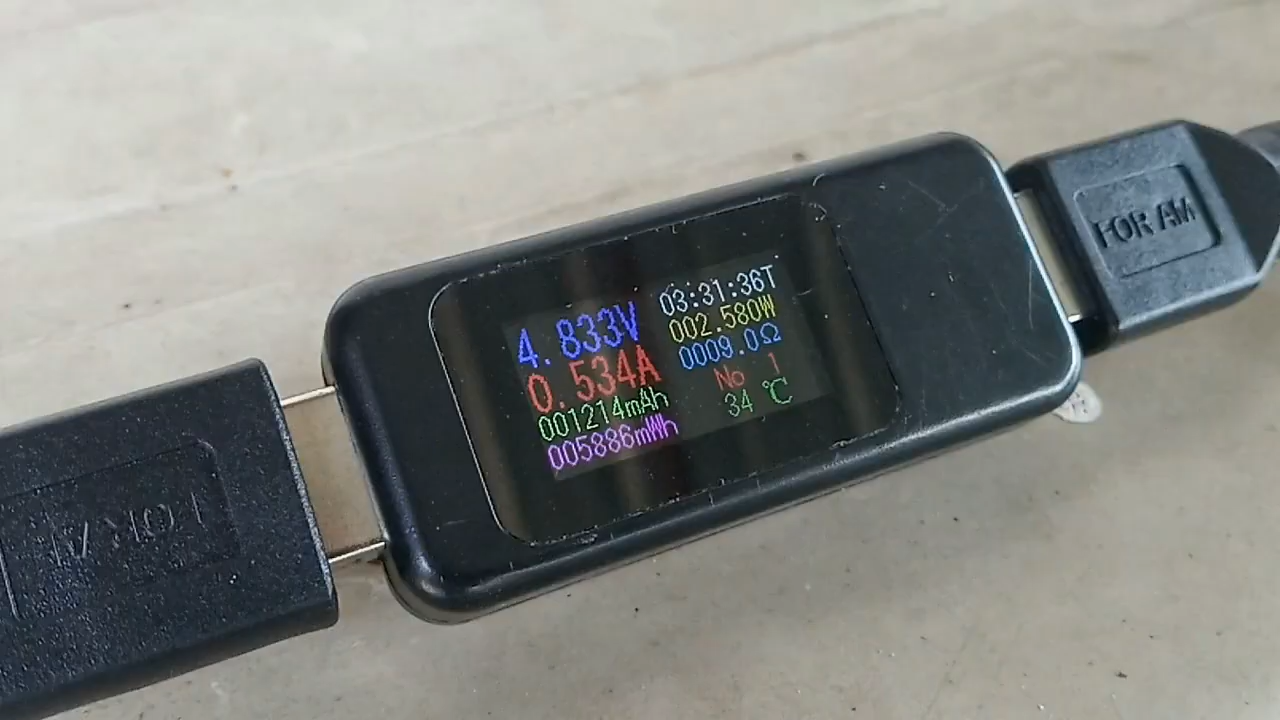 4.833V
0.534A
001214mAh
005886mWh
03:31:36T
002.580W
0009.0Ω
No 1
34 ℃
FOR AM